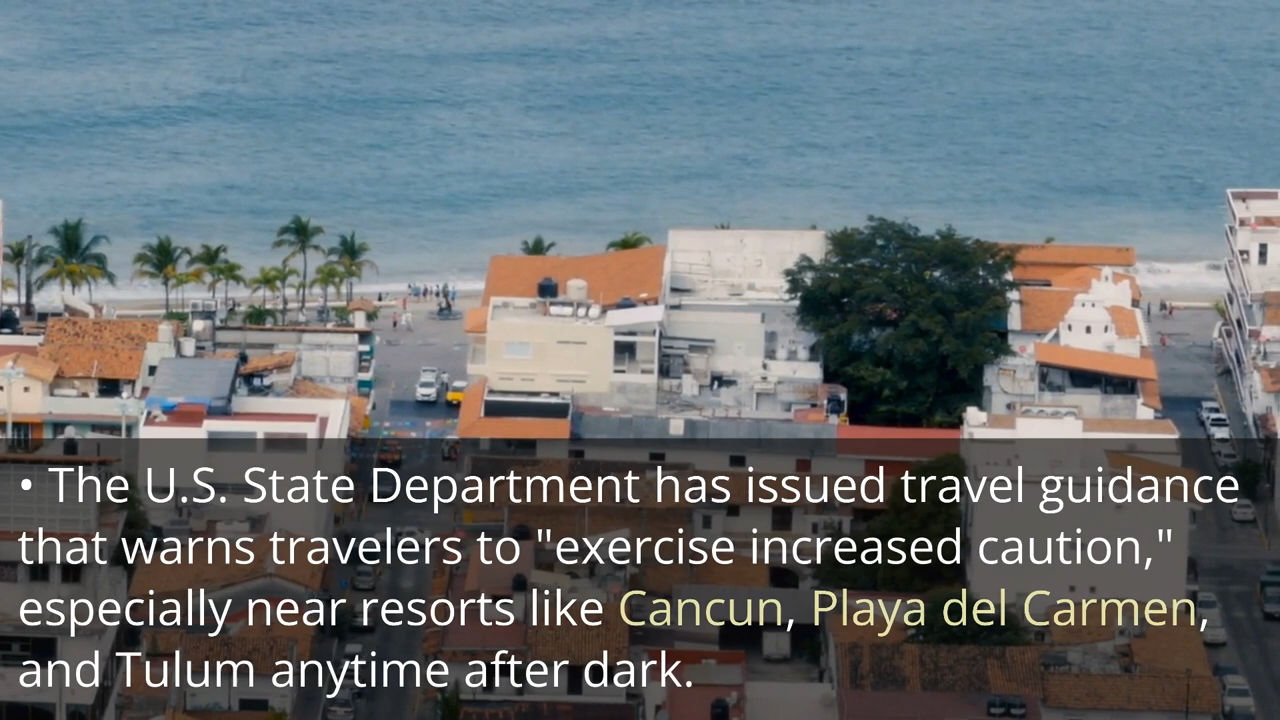 • The U.S. State Department has issued travel guidance
that warns travelers to "exercise increased caution,"
especially near resorts like Cancun, Playa del Carmen,
and Tulum anytime after dark.